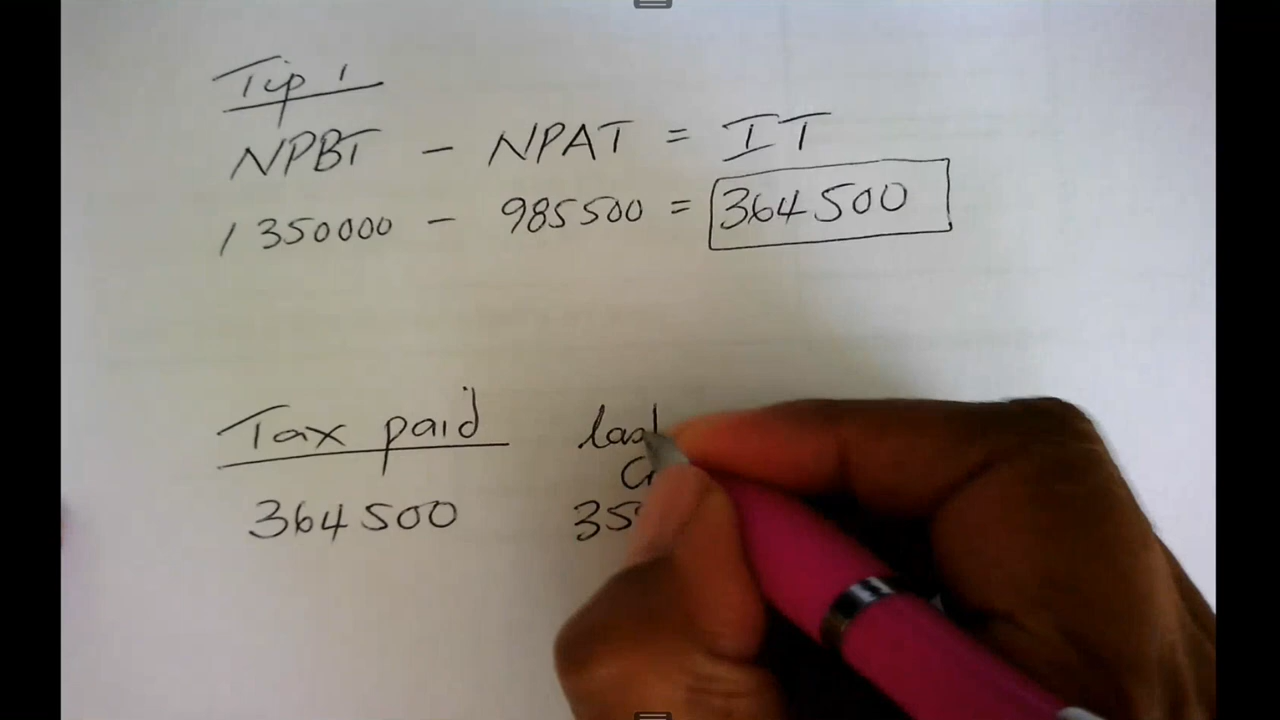 Tip 1
NPBT - NPAT = IT
1 350000 - 985500 = 364500
Tax paid
364500